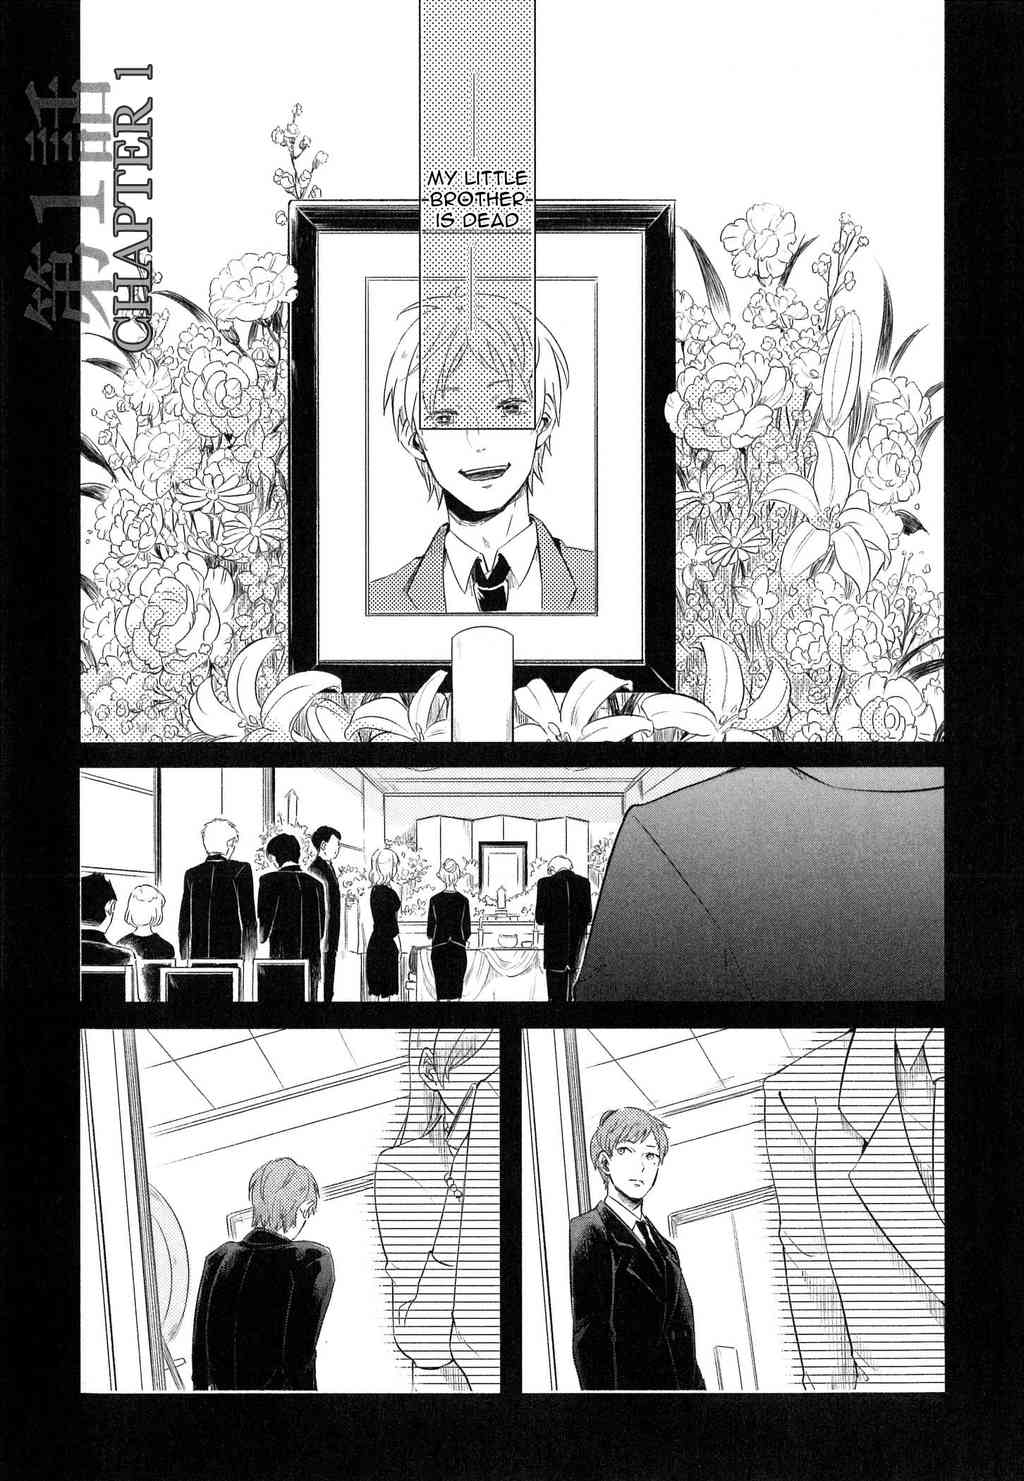 第1話
CHAPTER 1
MY LITTLE
BROTHER
IS DEAD